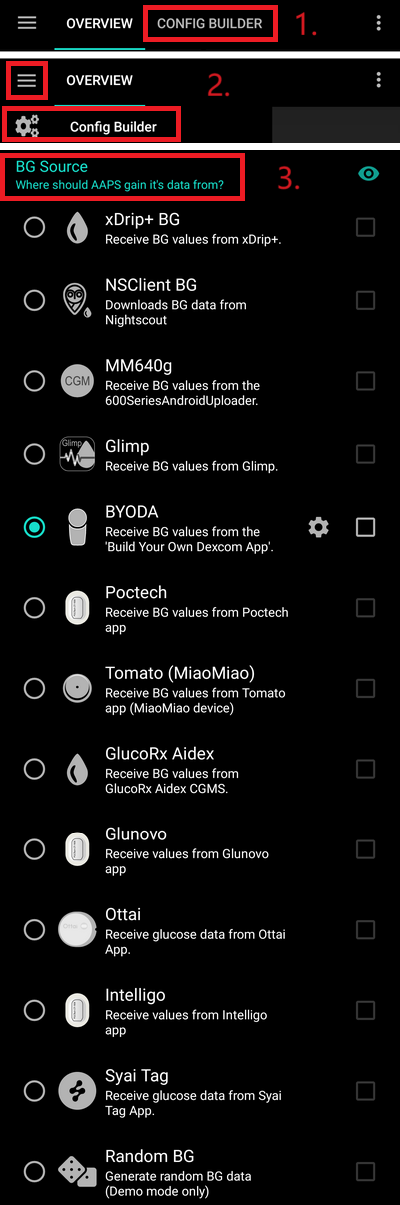 OVERVIEW CONFIG BUILDER 1.
OVERVIEW 2.
Config Builder
BG Source
Where should AAPS gain it's data from? 3.
xDrip+ BG
Receive BG values from xDrip+.
NSClient BG
Downloads BG data from
Nightscout
CGM
MM640g
Receive BG values from the
600SeriesAndroidUploader.
Glimp
Glimp
Receive BG values from Glimp.
BYODA
Receive BG values from the
'Build Your Own Dexcom App'.
Poctech
Receive BG values from Poctech
app
Tomato (MiaoMiao)
Receive BG values from Tomato
app (MiaoMiao device)
GlucoRx Aidex
Receive BG values from
GlucoRx Aidex CGMS.
Glunovo
Receive values from Glunovo
app
Ottai
Ottai
Receive glucose data from Ottai
App.
Intelligo
Receive values from Intelligo
app
Syai Tag
Receive glucose data from Syai
Tag App.
Random BG
Generate random BG data
(Demo mode only)